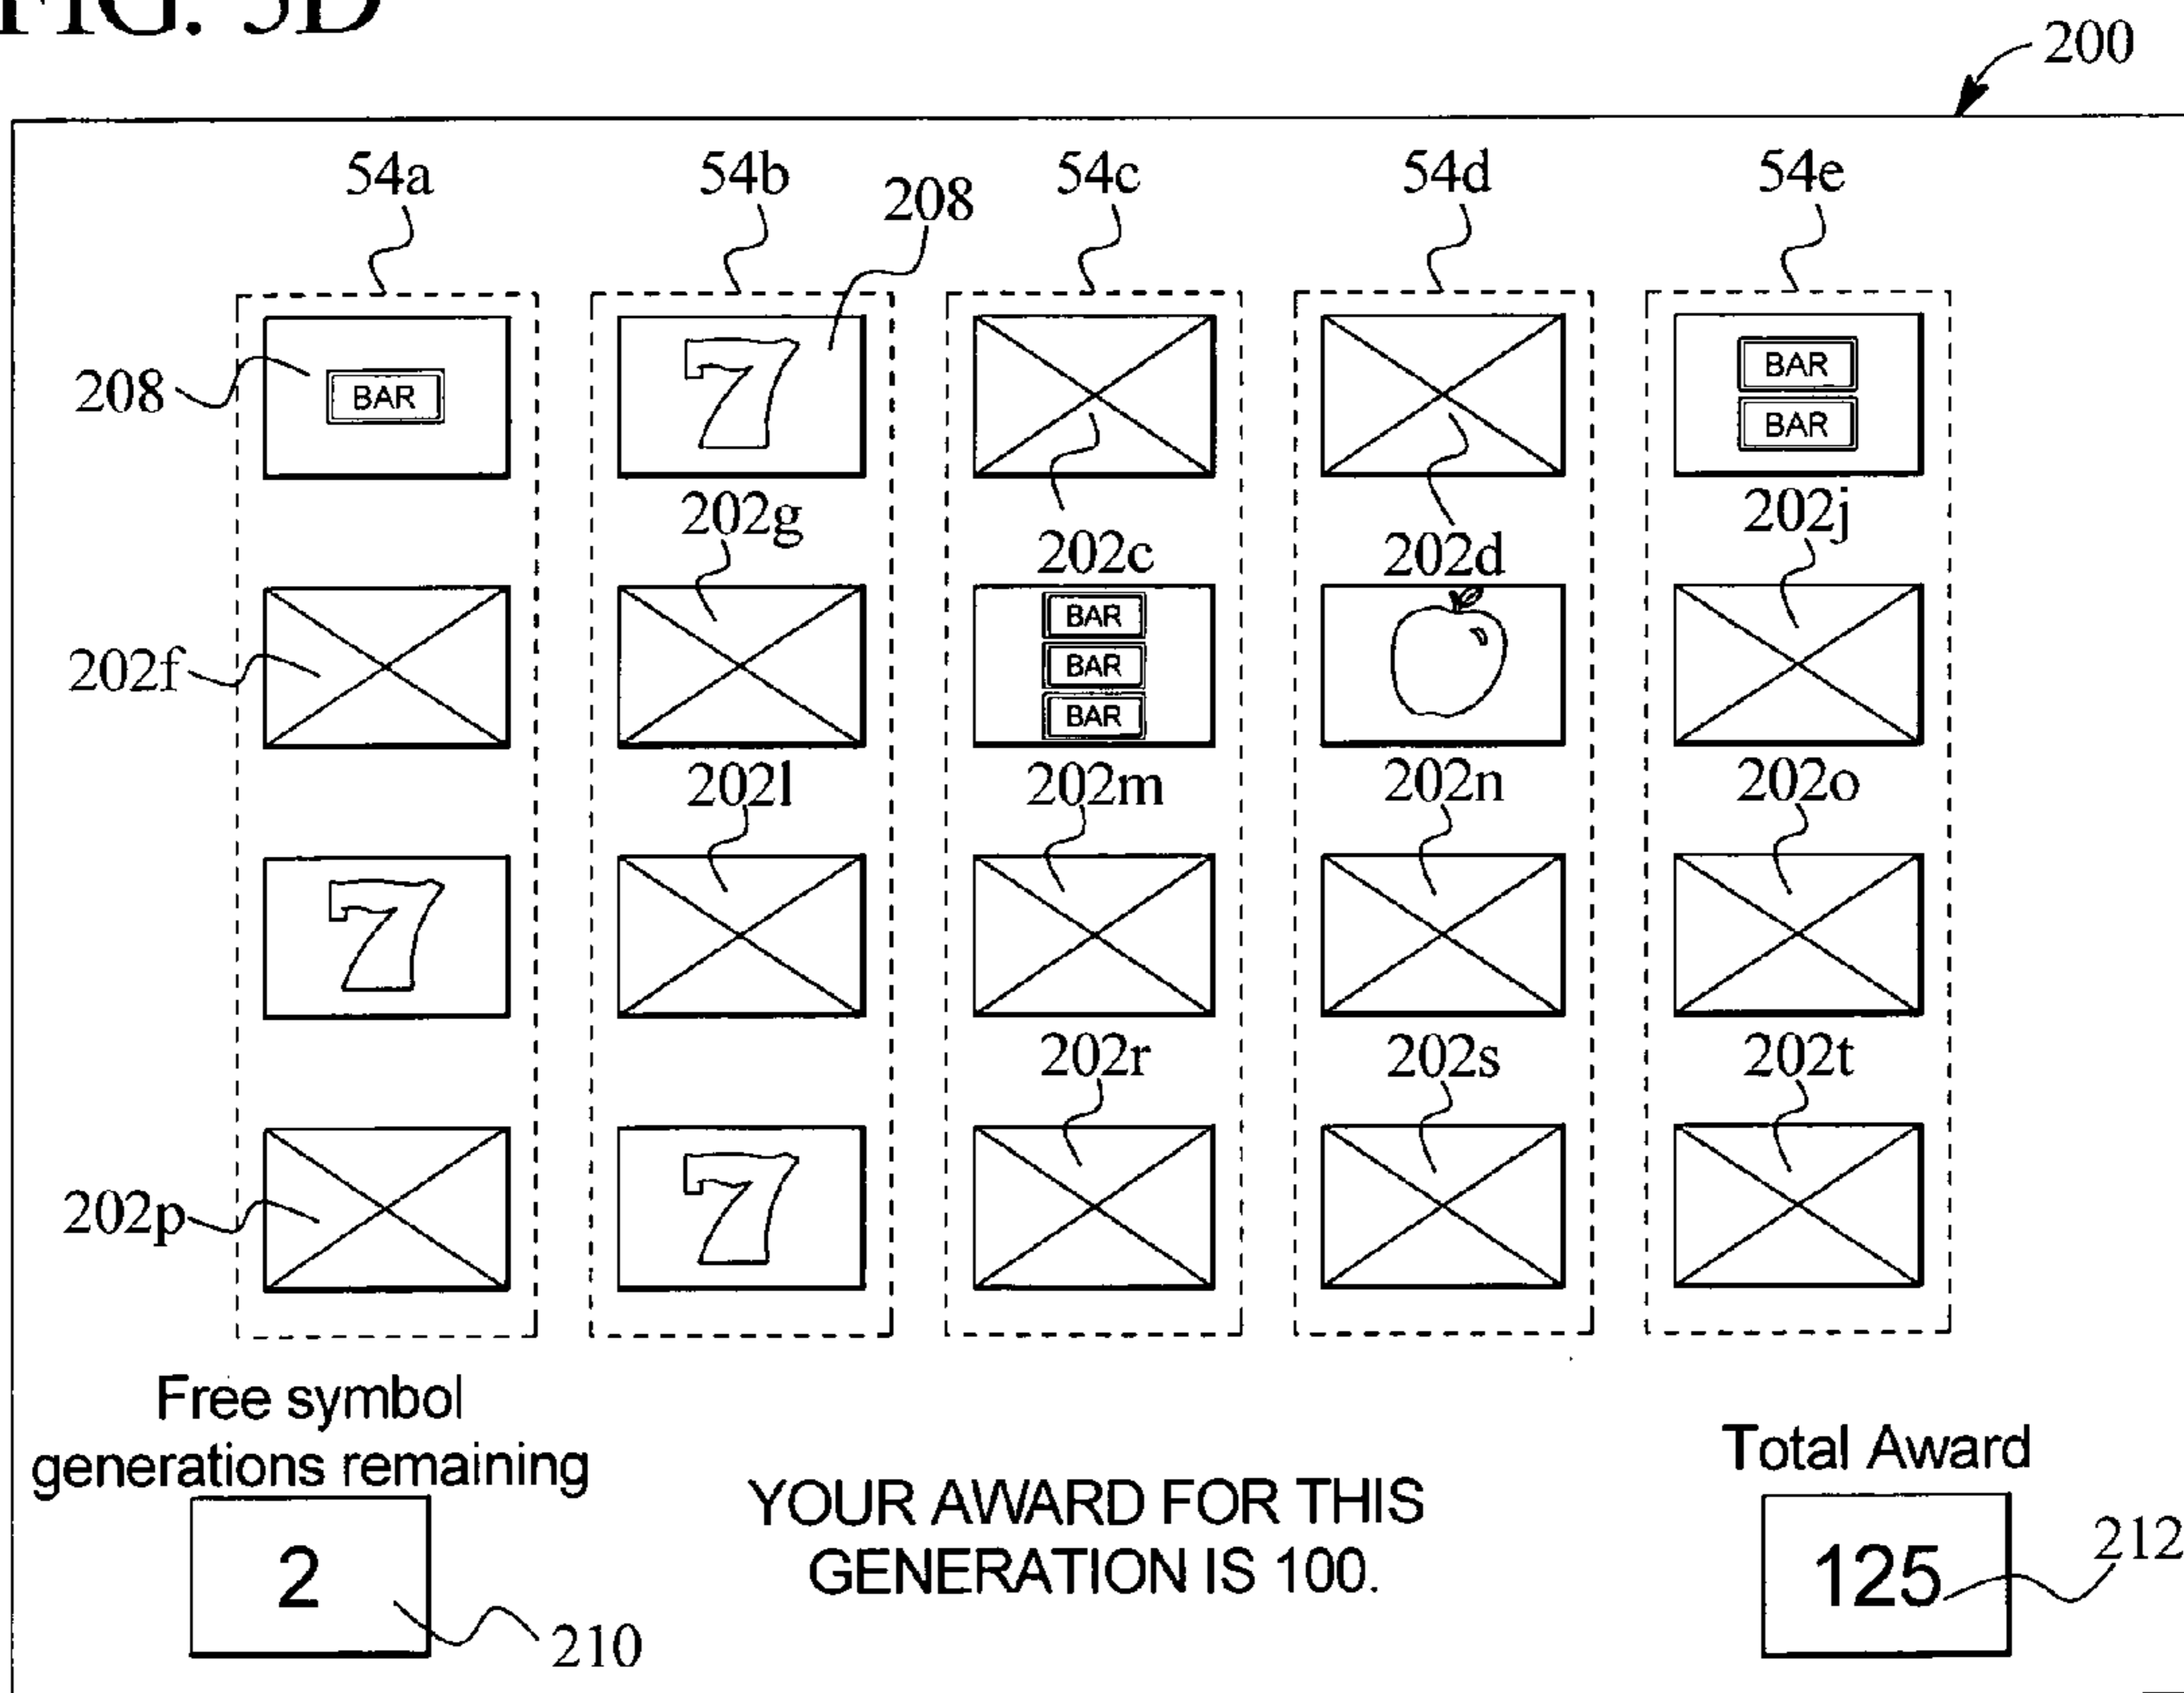 FIG. 5D
200
54a 54b 208 54c 54d 54e
208 BAR 7 BAR
BAR
202g 202c 202d 202j
202f BAR
BAR
BAR
202l 202m 202n 202o
7
202r 202s 202t
202p 7
Free symbol
generations remaining
2
210
YOUR AWARD FOR THIS
GENERATION IS 100.
Total Award
125
212